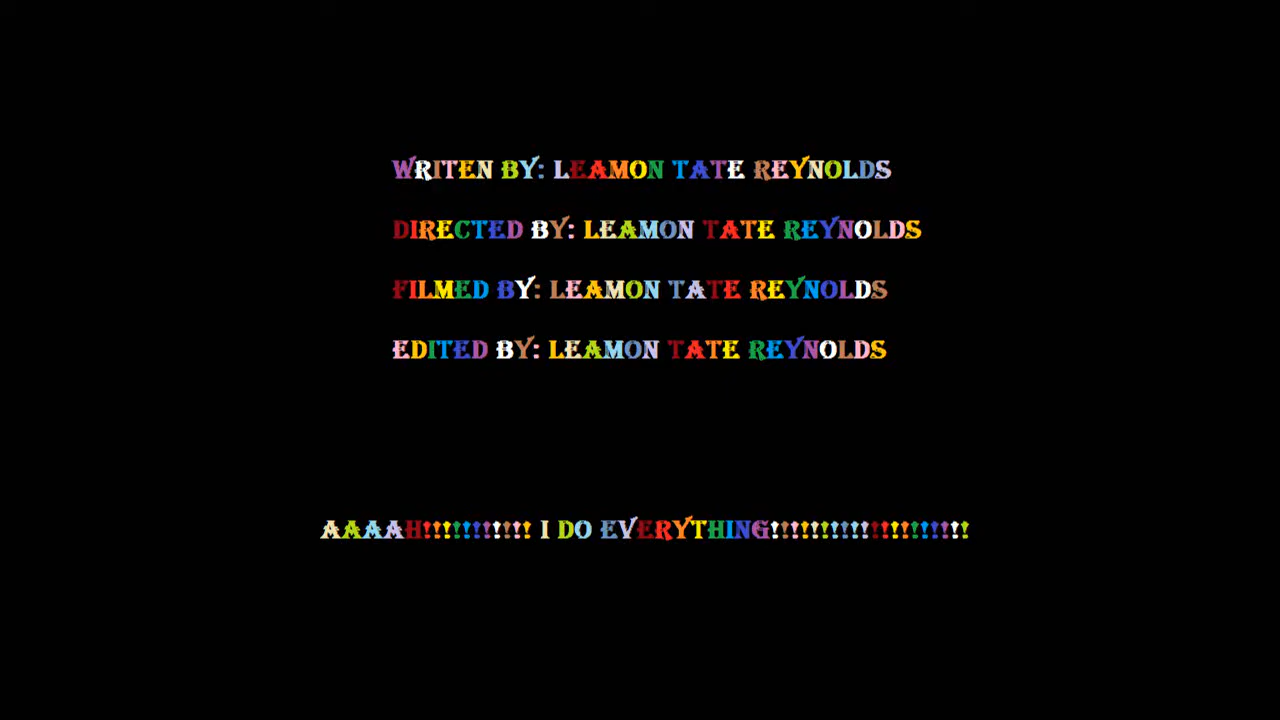 WRITEN BY: LEAMON TATE REYNOLDS
DIRECTED BY: LEAMON TATE REYNOLDS
FILMED BY: LEAMON TATE REYNOLDS
EDITED BY: LEAMON TATE REYNOLDS
AAAAH!!!!!!!!!!! I DO EVERYTHING!!!!!!!!!!!!!!!!!!!!